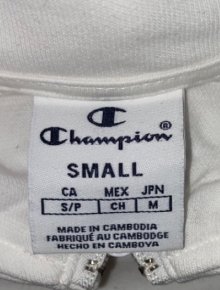 Champion®
SMALL
CA MEX JPN
S/P CH M
MADE IN CAMBODIA
FABRIQUÉ AU CAMBODGE
HECHO EN CAMBOYA